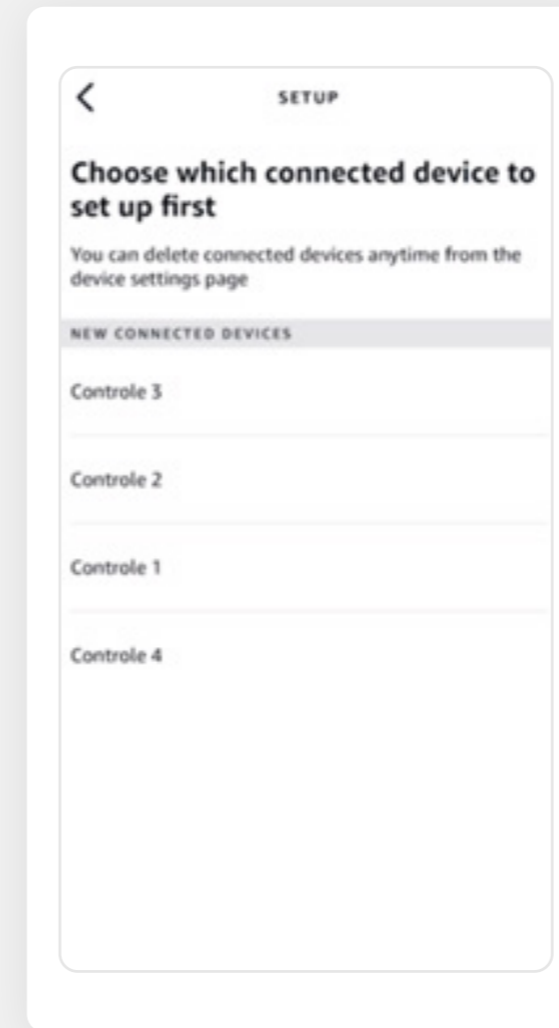 SETUP
Choose which connected device to
set up first
You can delete connected devices anytime from the
device settings page
NEW CONNECTED DEVICES
Controle 3
Controle 2
Controle 1
Controle 4